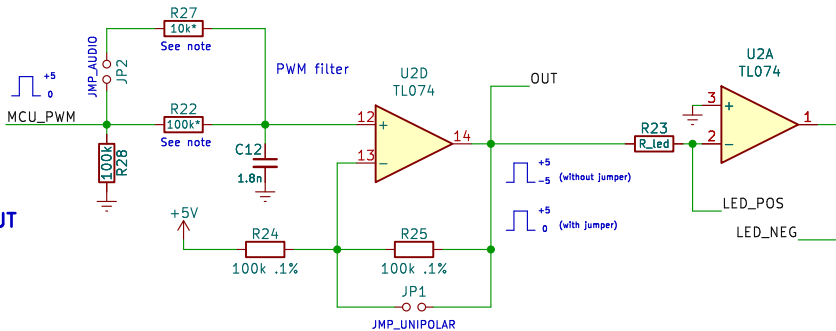 R27
10k*
See note
JMP_AUDIO
JP2
+5
0
MCU_PWM
R22
100k*
See note
PWM filter
100k
R28
C12
1.8n
U2D
TL074
12
+
13
−
14
OUT
U2A
TL074
3
+
2
−
1
R23
R_led
+5
-5
(without jumper)
+5
0
(with jumper)
LED_POS
LED_NEG
UT
+5V
R24
100k .1%
R25
100k .1%
JP1
JMP_UNIPOLAR